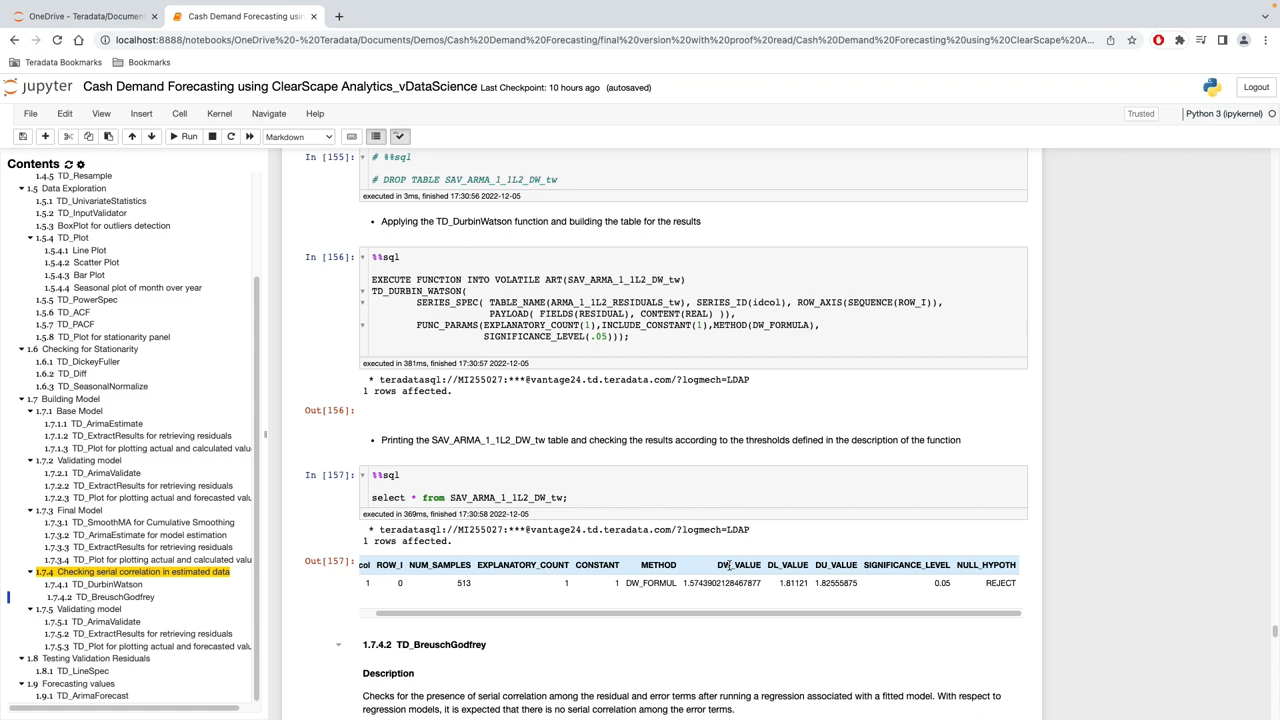 OneDrive - Teradata/Document
Cash Demand Forecasting usin
localhost:8888/notebooks/OneDrive%20-%20Teradata/Documents/Demos/Cash%20Demand%20Forecasting/final%20version%20with%20proof%20read/Cash%20Demand%20Forecasting%20using%20ClearScape%20A...
Teradata Bookmarks
Bookmarks
jupyter
Cash Demand Forecasting using ClearScape Analytics_vDataScience Last Checkpoint: 10 hours ago (autosaved)
Logout
File Edit View Insert Cell Kernel Navigate Help
Trusted
Python 3 (ipykernel)
Run
Markdown
Contents
1.4.5 TD_Resample
1.5 Data Exploration
1.5.1 TD_UnivariateStatistics
1.5.2 TD_InputValidator
1.5.3 BoxPlot for outliers detection
1.5.4 TD_Plot
1.5.4.1 Line Plot
1.5.4.2 Scatter Plot
1.5.4.3 Bar Plot
1.5.4.4 Seasonal plot of month over year
1.5.5 TD_PowerSpec
1.5.6 TD_ACF
1.5.7 TD_PACF
1.5.8 TD_Plot for stationarity panel
1.6 Checking for Stationarity
1.6.1 TD_DickeyFuller
1.6.2 TD_Diff
1.6.3 TD_SeasonalNormalize
1.7 Building Model
1.7.1 Base Model
1.7.1.1 TD_ArimaEstimate
1.7.1.2 TD_ExtractResults for retrieving residuals
1.7.1.3 TD_Plot for plotting actual and calculated valu
1.7.2 Validating model
1.7.2.1 TD_ArimaValidate
1.7.2.2 TD_ExtractResults for retrieving residuals
1.7.2.3 TD_Plot for plotting actual and forecasted valu
1.7.3 Final Model
1.7.3.1 TD_SmoothMA for Cumulative Smoothing
1.7.3.2 TD_ArimaEstimate for model estimation
1.7.3.3 TD_ExtractResults for retrieving residuals
1.7.3.4 TD_Plot for plotting actual and calculated valu
1.7.4 Checking serial correlation in estimated data
1.7.4.1 TD_DurbinWatson
1.7.4.2 TD_BreuschGodfrey
1.7.5 Validating model
1.7.5.1 TD_ArimaValidate
1.7.5.2 TD_ExtractResults for retrieving residuals
1.7.5.3 TD_Plot for plotting actual and forecasted valu
1.8 Testing Validation Residuals
1.8.1 TD_LineSpec
1.9 Forecasting values
1.9.1 TD_ArimaForecast
In [155]:
# %%sql
# DROP TABLE SAV_ARMA_1_1L2_DW_tw
executed in 3ms, finished 17:30:56 2022-12-05
• Applying the TD_DurbinWatson function and building the table for the results
In [156]:
%%sql
EXECUTE FUNCTION INTO VOLATILE ART(SAV_ARMA_1_1L2_DW_tw)
TD_DURBIN_WATSON(
SERIES_SPEC( TABLE_NAME(ARMA_1_1L2_RESIDUALS_tw), SERIES_ID(idcol), ROW_AXIS(SEQUENCE(ROW_I)),
PAYLOAD( FIELDS(RESIDUAL), CONTENT(REAL) )),
FUNC_PARAMS(EXPLANATORY_COUNT(1),INCLUDE_CONSTANT(1),METHOD(DW_FORMULA),
SIGNIFICANCE_LEVEL(.05)));
executed in 381ms, finished 17:30:57 2022-12-05
* teradatasql://MI255027:***@vantage24.td.teradata.com/?logmech=LDAP
1 rows affected.
Out[156]:
• Printing the SAV_ARMA_1_1L2_DW_tw table and checking the results according to the thresholds defined in the description of the function
In [157]:
%%sql
select * from SAV_ARMA_1_1L2_DW_tw;
executed in 369ms, finished 17:30:58 2022-12-05
* teradatasql://MI255027:***@vantage24.td.teradata.com/?logmech=LDAP
1 rows affected.
Out[157]:
col ROW_I NUM_SAMPLES EXPLANATORY_COUNT CONSTANT METHOD DW_VALUE DL_VALUE DU_VALUE SIGNIFICANCE_LEVEL NULL_HYPOTH
1 0 513 1 1 DW_FORMUL 1.5743902128467877 1.81121 1.82555875 0.05 REJECT
1.7.4.2 TD_BreuschGodfrey
Description
Checks for the presence of serial correlation among the residual and error terms after running a regression associated with a fitted model. With respect to
regression models, it is expected that there is no serial correlation among the error terms.